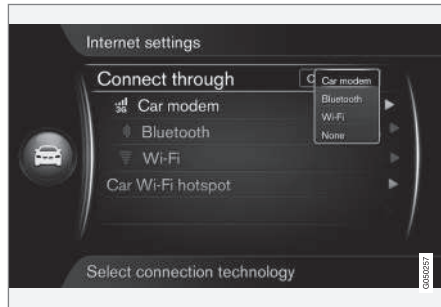 Internet settings
Connect through
Car modem
Bluetooth
Wi-Fi
None
3G Car modem
Bluetooth
Wi-Fi
Car Wi-Fi hotspot
Select connection technology
G050257